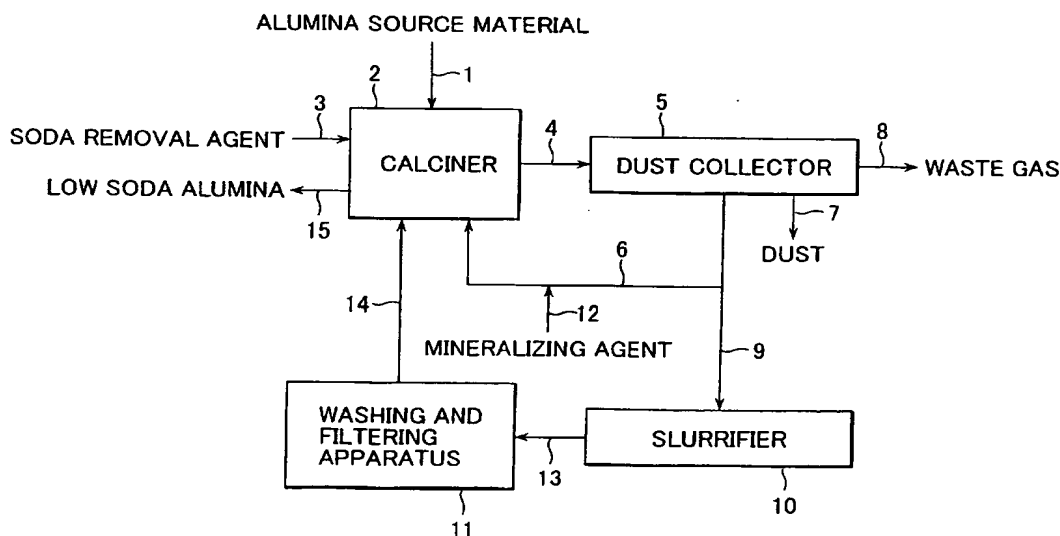 ALUMINA SOURCE MATERIAL
1
2
3
SODA REMOVAL AGENT
CALCINER
4
5
DUST COLLECTOR
8
WASTE GAS
LOW SODA ALUMINA
15
7
DUST
6
14
12
MINERALIZING AGENT
9
WASHING AND
FILTERING
APPARATUS
13
SLURRIFIER
11
10